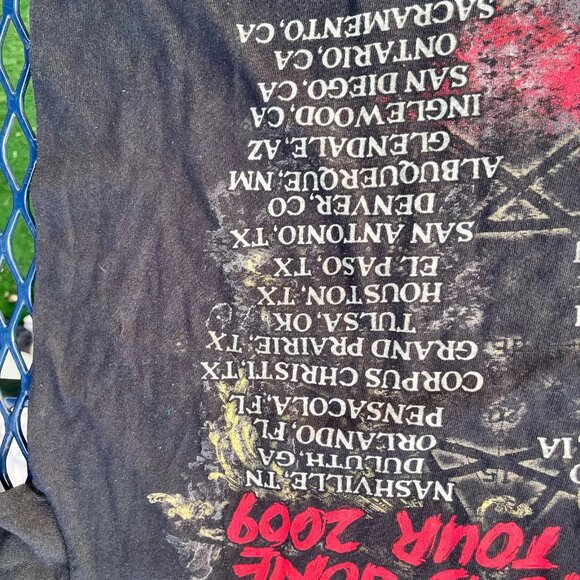 GONE
TOUR 2009
NASHVILLE, TN
DULUTH, GA
ORLANDO, FL
PENSACOLA, FL
CORPUS CHRISTI, TX
GRAND PRAIRIE, TX
TULSA, OK
HOUSTON, TX
EL PASO, TX
SAN ANTONIO, TX
DENVER, CO
ALBUQUERQUE, NM
GLENDALE, AZ
INGLEWOOD, CA
SAN DIEGO, CA
ONTARIO, CA
SACRAMENTO, CA